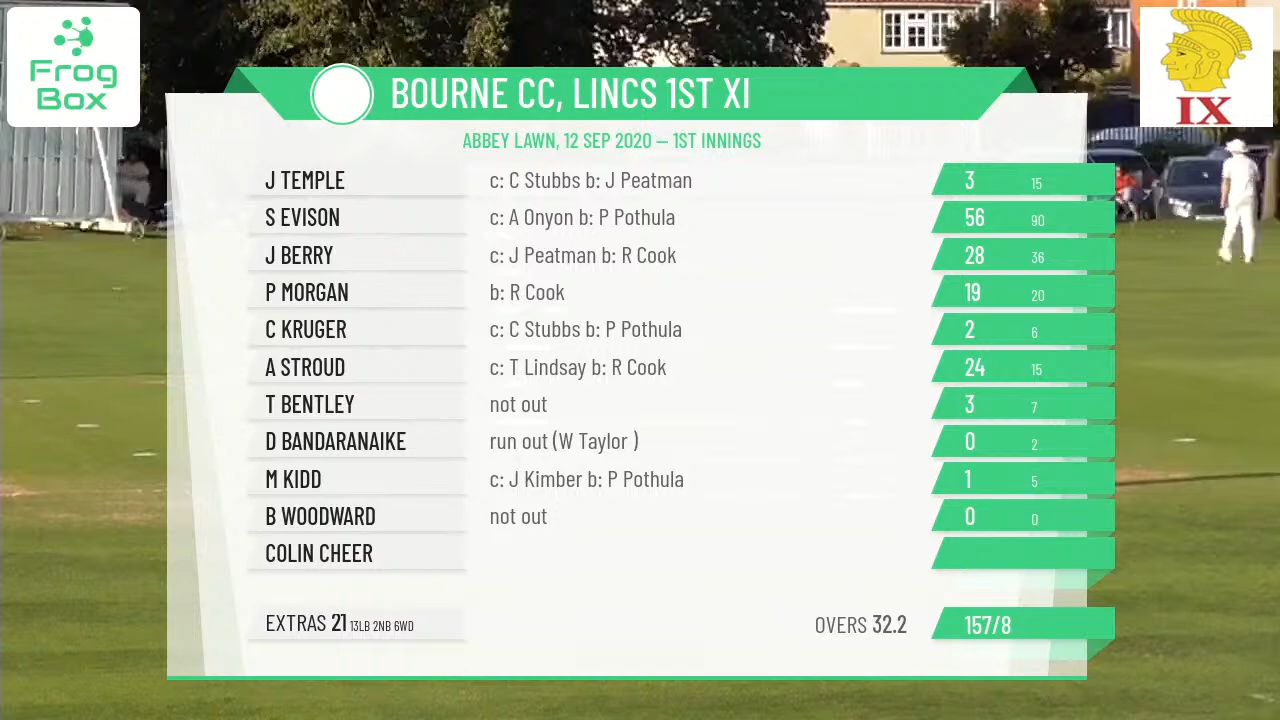 Frog
Box
IX
BOURNE CC, LINCS 1ST XI
ABBEY LAWN, 12 SEP 2020 – 1ST INNINGS
J TEMPLE c: C Stubbs b: J Peatman 3 15
S EVISON c: A Onyon b: P Pothula 56 90
J BERRY c: J Peatman b: R Cook 28 36
P MORGAN b: R Cook 19 20
C KRUGER c: C Stubbs b: P Pothula 2 6
A STROUD c: T Lindsay b: R Cook 24 15
T BENTLEY not out 3 7
D BANDARANAIKE run out (W Taylor ) 0 2
M KIDD c: J Kimber b: P Pothula 1 5
B WOODWARD not out 0 0
COLIN CHEER
EXTRAS 21 13LB 2NB 6WD OVERS 32.2 157/8